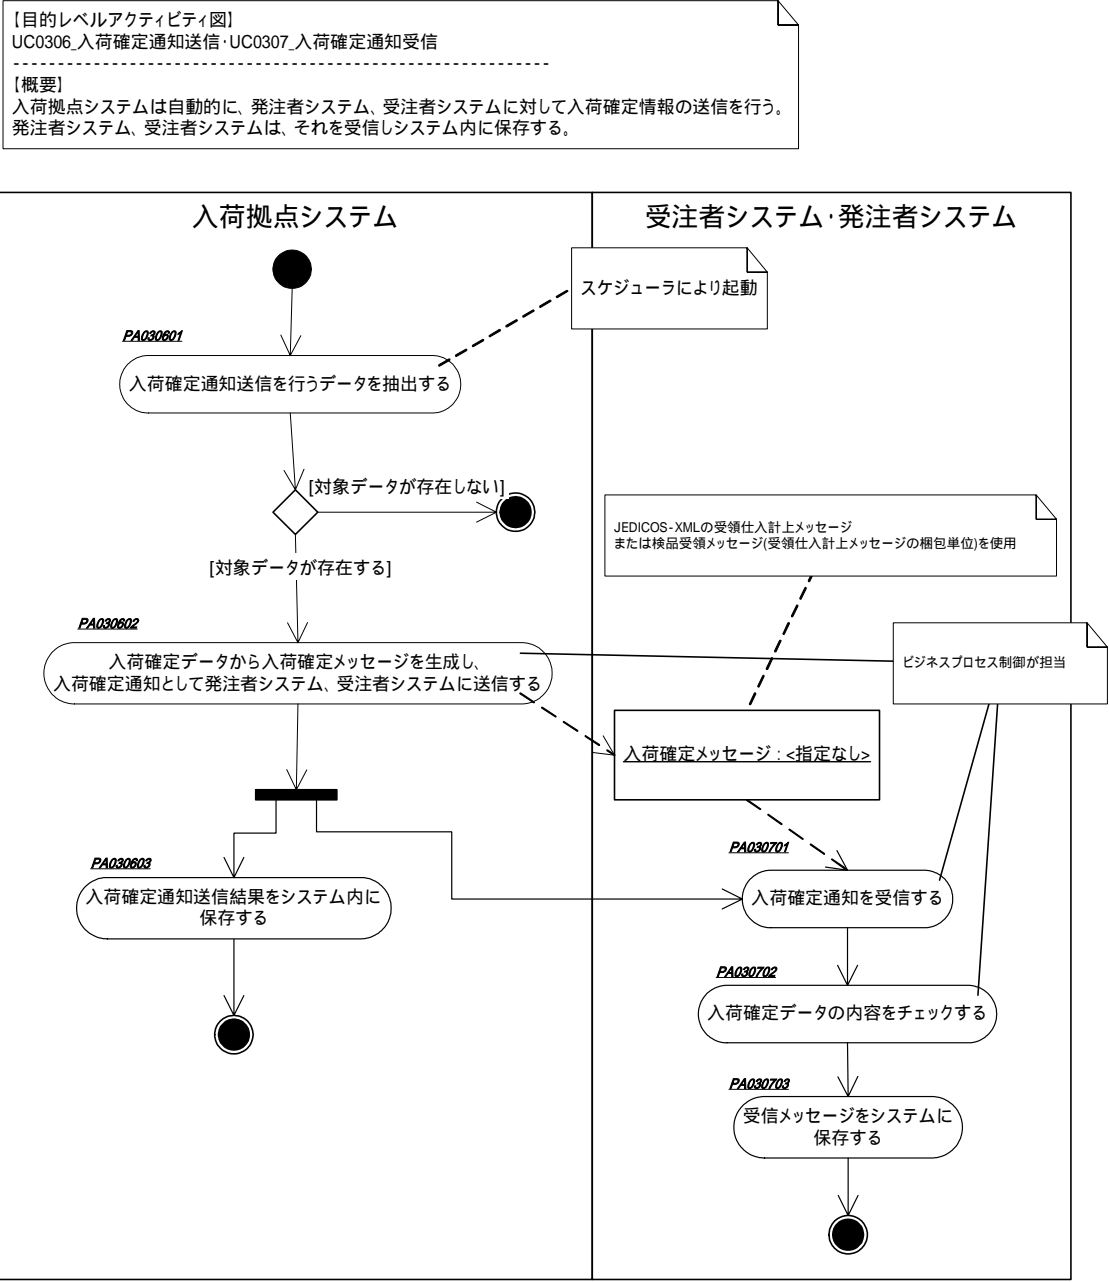 【目的レベルアクティビティ図】
UC0306_入荷確定通知送信・UC0307_入荷確定通知受信
------------------------------------------------------------
【概要】
入荷拠点システムは自動的に、発注者システム、受注者システムに対して入荷確定情報の送信を行う。
発注者システム、受注者システムは、それを受信しシステム内に保存する。
入荷拠点システム
受注者システム・発注者システム
スケジューラにより起動
PA030601
入荷確定通知送信を行うデータを抽出する
[対象データが存在しない]
[対象データが存在する]
JEDICOS-XMLの受領仕入計上メッセージ
または検品受領メッセージ(受領仕入計上メッセージの梱包単位)を使用
PA030602
入荷確定データから入荷確定メッセージを生成し、
入荷確定通知として発注者システム、受注者システムに送信する
ビジネスプロセス制御が担当
入荷確定メッセージ : <指定なし>
PA030603
入荷確定通知送信結果をシステム内に
保存する
PA030701
入荷確定通知を受信する
PA030702
入荷確定データの内容をチェックする
PA030703
受信メッセージをシステムに
保存する